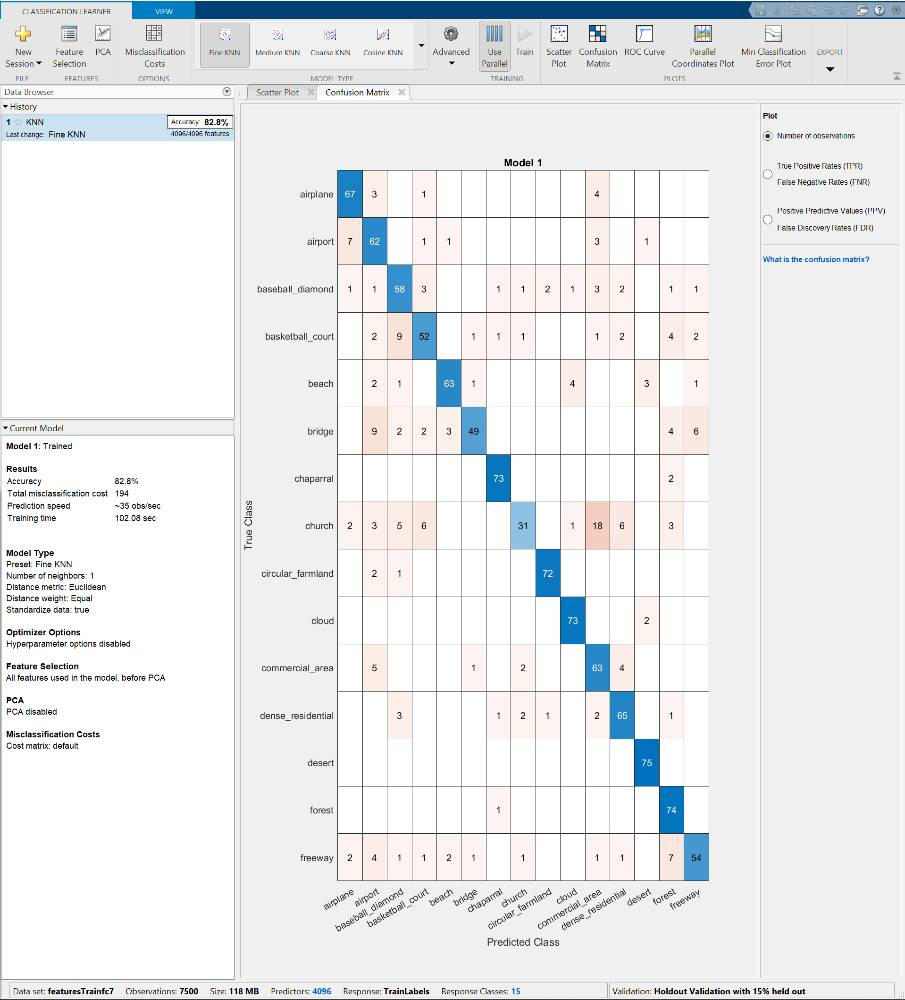 CLASSIFICATION LEARNER VIEW
New Session
Feature Selection
PCA
Misclassification Costs
Fine KNN
Medium KNN
Coarse KNN
Cosine KNN
Advanced
Use Parallel
Train
Scatter Plot
Confusion Matrix
ROC Curve
Parallel Coordinates Plot
Min Classification Error Plot
EXPORT
FILE FEATURES OPTIONS MODEL TYPE TRAINING PLOTS
Data Browser
History
1 KNN Accuracy: 82.8%
Last change: Fine KNN 4096/4096 features
Current Model
Model 1: Trained
Results
Accuracy 82.8%
Total misclassification cost 194
Prediction speed ~35 obs/sec
Training time 102.08 sec
Model Type
Preset: Fine KNN
Number of neighbors: 1
Distance metric: Euclidean
Distance weight: Equal
Standardize data: true
Optimizer Options
Hyperparameter options disabled
Feature Selection
All features used in the model, before PCA
PCA
PCA disabled
Misclassification Costs
Cost matrix: default
Scatter Plot Confusion Matrix
Model 1
True Class
airplane 67 3 1 4
airport 7 62 1 1 3 1
baseball_diamond 1 1 58 3 1 1 2 1 3 2 1 1
basketball_court 2 9 52 1 1 1 1 2 4 2
beach 2 1 63 1 4 3 1
bridge 9 2 2 3 49 4 6
chaparral 73 2
church 2 3 5 6 31 1 18 6 3
circular_farmland 2 1 72
cloud 73 2
commercial_area 5 1 2 63 4
dense_residential 3 1 2 1 2 65 1
desert 75
forest 1 74
freeway 2 4 1 1 2 1 1 1 1 7 54
airplane airport baseball_diamond basketball_court beach bridge chaparral church circular_farmland cloud commercial_area dense_residential desert forest freeway
Predicted Class
Plot
Number of observations
True Positive Rates (TPR)
False Negative Rates (FNR)
Positive Predictive Values (PPV)
False Discovery Rates (FDR)
What is the confusion matrix?
Data set: featuresTrainfc7 Observations: 7500 Size: 118 MB Predictors: 4096 Response: TrainLabels Response Classes: 15 Validation: Holdout Validation with 15% held out